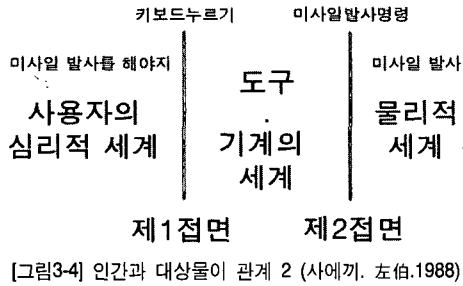 키보드누르기 미사일발사명령
미사일 발사를 해야지 미사일 발사
도구
사용자의 · 물리적
심리적 세계 기계의 세계
세계
제1접면 제2접면
[그림3-4] 인간과 대상물이 관계 2 (사에끼. 左伯.1988)